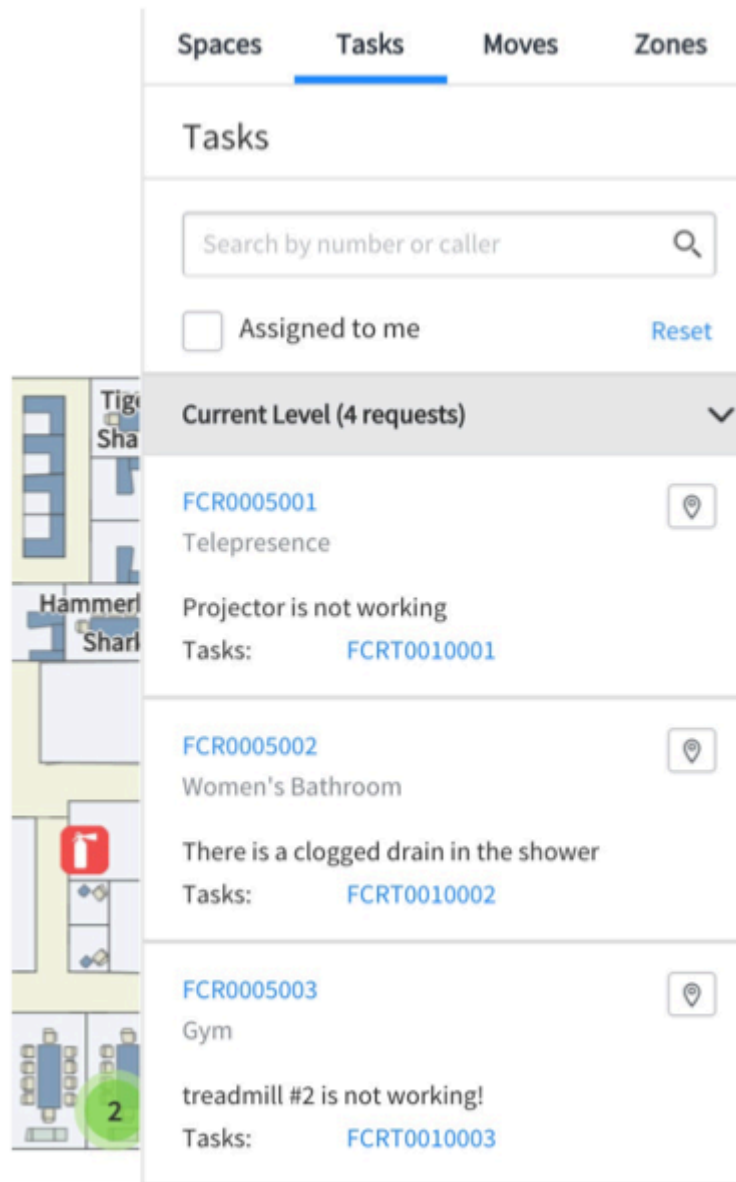 Spaces Tasks Moves Zones
Tasks
Search by number or caller
Assigned to me Reset
Current Level (4 requests)
FCR0005001
Telepresence
Projector is not working
Tasks: FCRT0010001
FCR0005002
Women's Bathroom
There is a clogged drain in the shower
Tasks: FCRT0010002
FCR0005003
Gym
treadmill #2 is not working!
Tasks: FCRT0010003
2